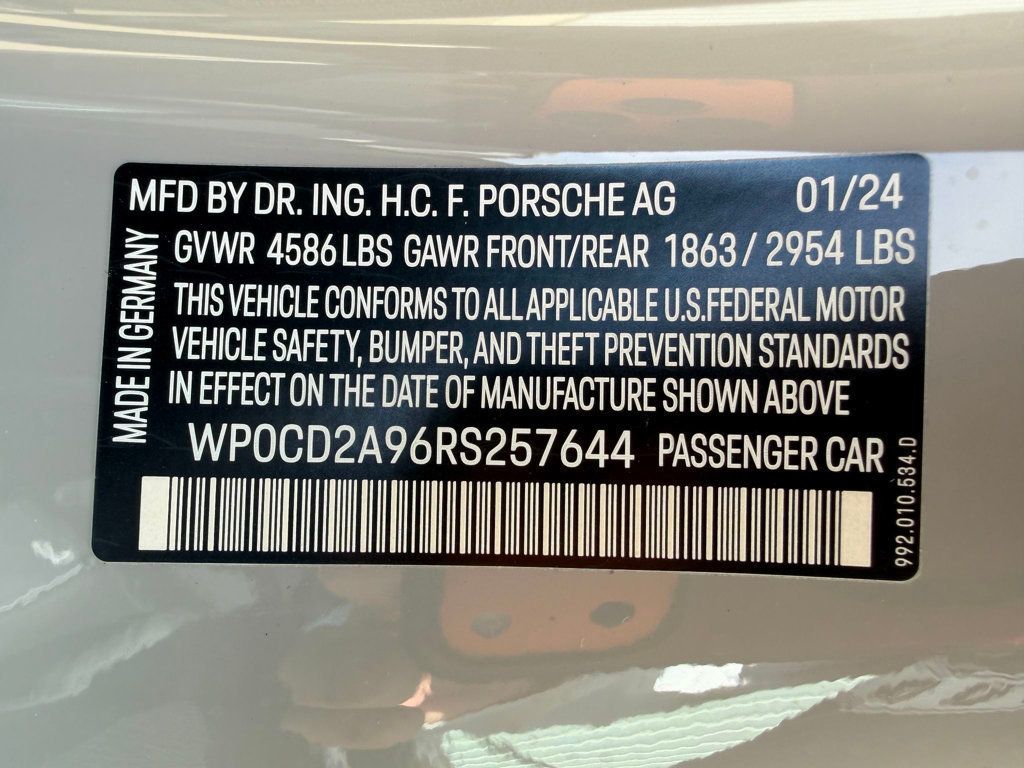 MFD BY DR. ING. H.C. F. PORSCHE AG 01/24
GVWR 4586 LBS GAWR FRONT/REAR 1863 / 2954 LBS
THIS VEHICLE CONFORMS TO ALL APPLICABLE U.S.FEDERAL MOTOR
VEHICLE SAFETY, BUMPER, AND THEFT PREVENTION STANDARDS
IN EFFECT ON THE DATE OF MANUFACTURE SHOWN ABOVE
WP0CD2A96RS257644 PASSENGER CAR
MADE IN GERMANY
992.010.534.D